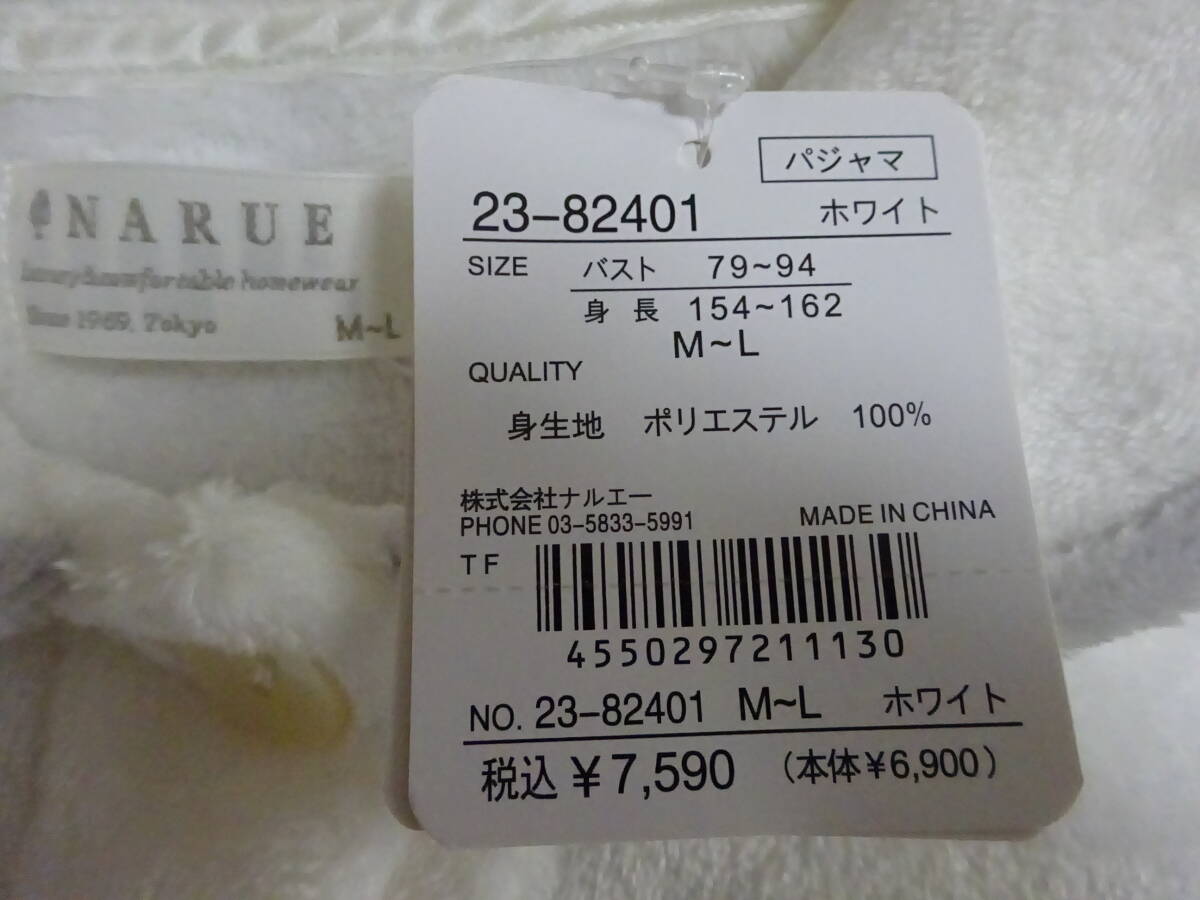 NARUE
luxury&comfortable homewear
Since 1969, Tokyo
M~L
パジャマ
23-82401 ホワイト
SIZE バスト 79~94
身長 154~162
M~L
QUALITY
身生地 ポリエステル 100%
株式会社ナルエー
PHONE 03-5833-5991
MADE IN CHINA
TF
4550297211130
NO. 23-82401 M~L ホワイト
税込 ¥7,590 (本体¥6,900)